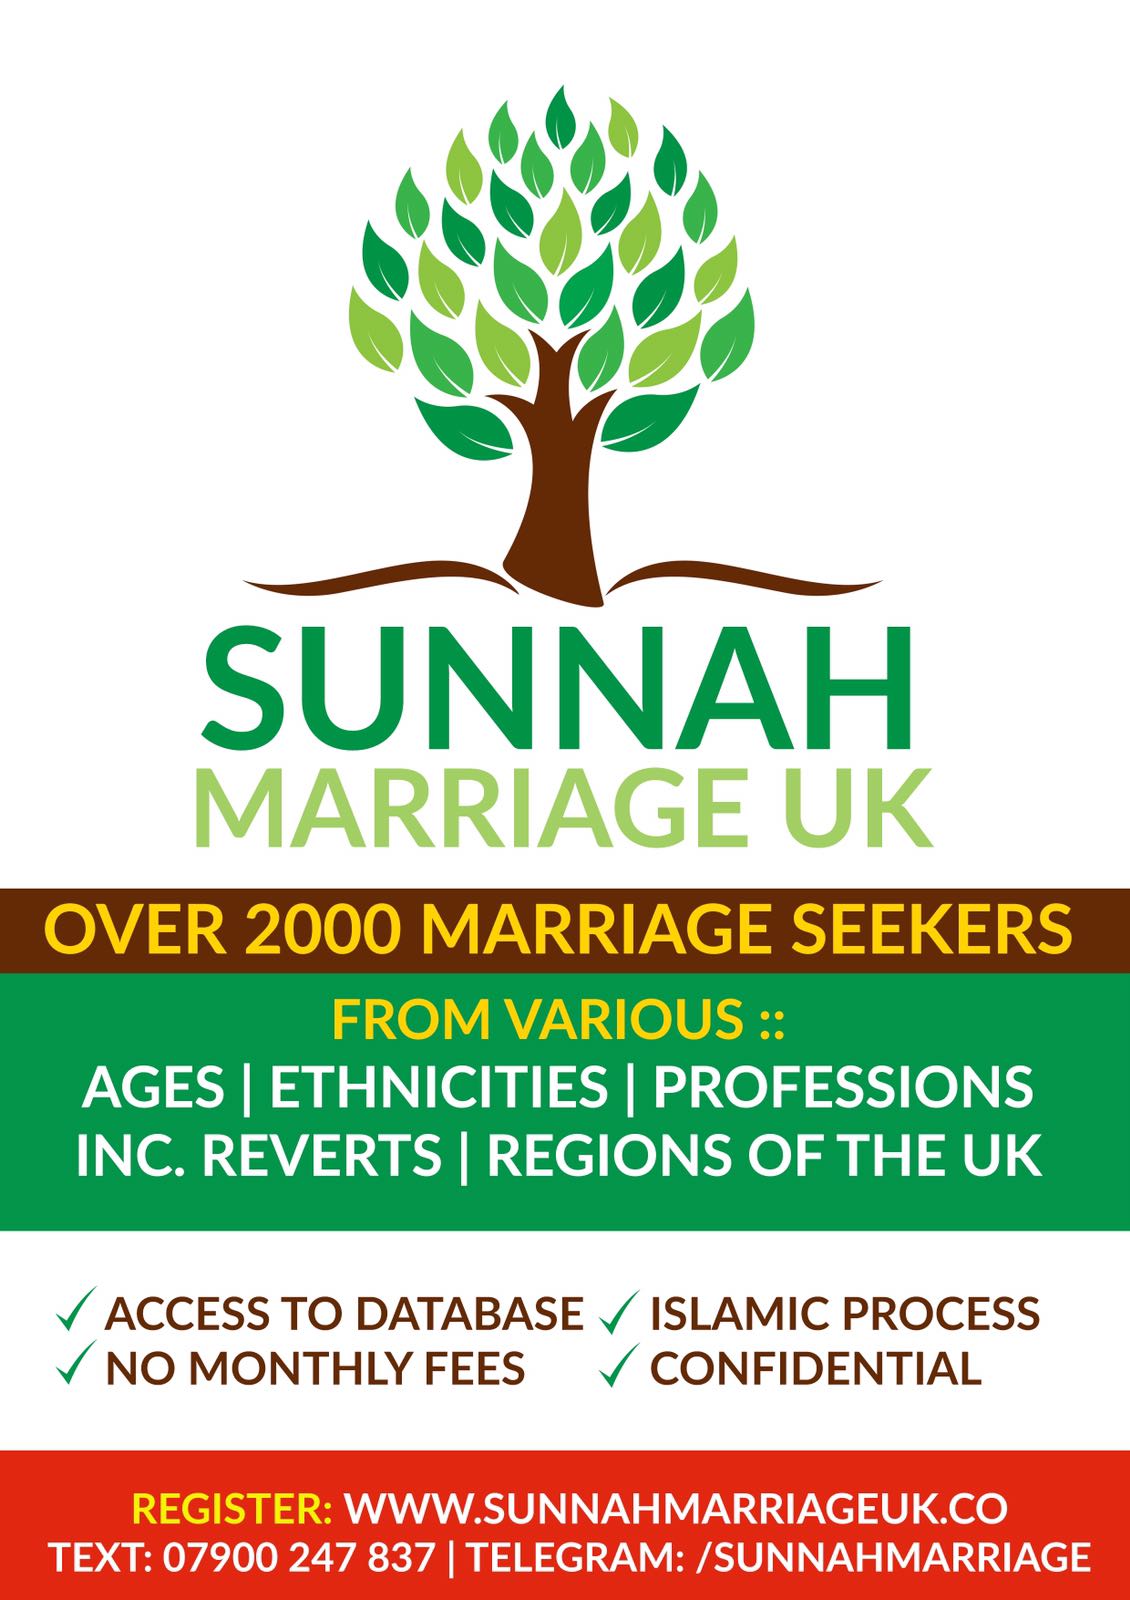 SUNNAH
MARRIAGE UK
OVER 2000 MARRIAGE SEEKERS
FROM VARIOUS ::
AGES | ETHNICITIES | PROFESSIONS
INC. REVERTS | REGIONS OF THE UK
ACCESS TO DATABASE ISLAMIC PROCESS
NO MONTHLY FEES CONFIDENTIAL
REGISTER: WWW.SUNNAHMARRIAGEUK.CO
TEXT: 07900 247 837 | TELEGRAM: /SUNNAHMARRIAGE